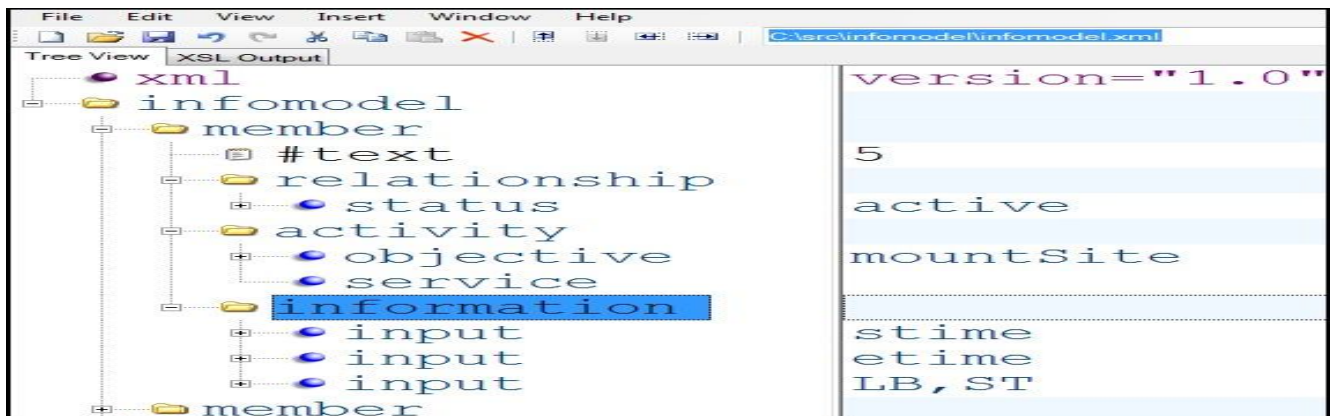 File Edit View Insert Window Help
C:\src\infomodel\infomodel.xml
Tree View XSL Output
xml version="1.0"
infomodel
member
#text 5
relationship
status active
activity
objective mountSite
service
information
input stime
input etime
input LB,ST
member